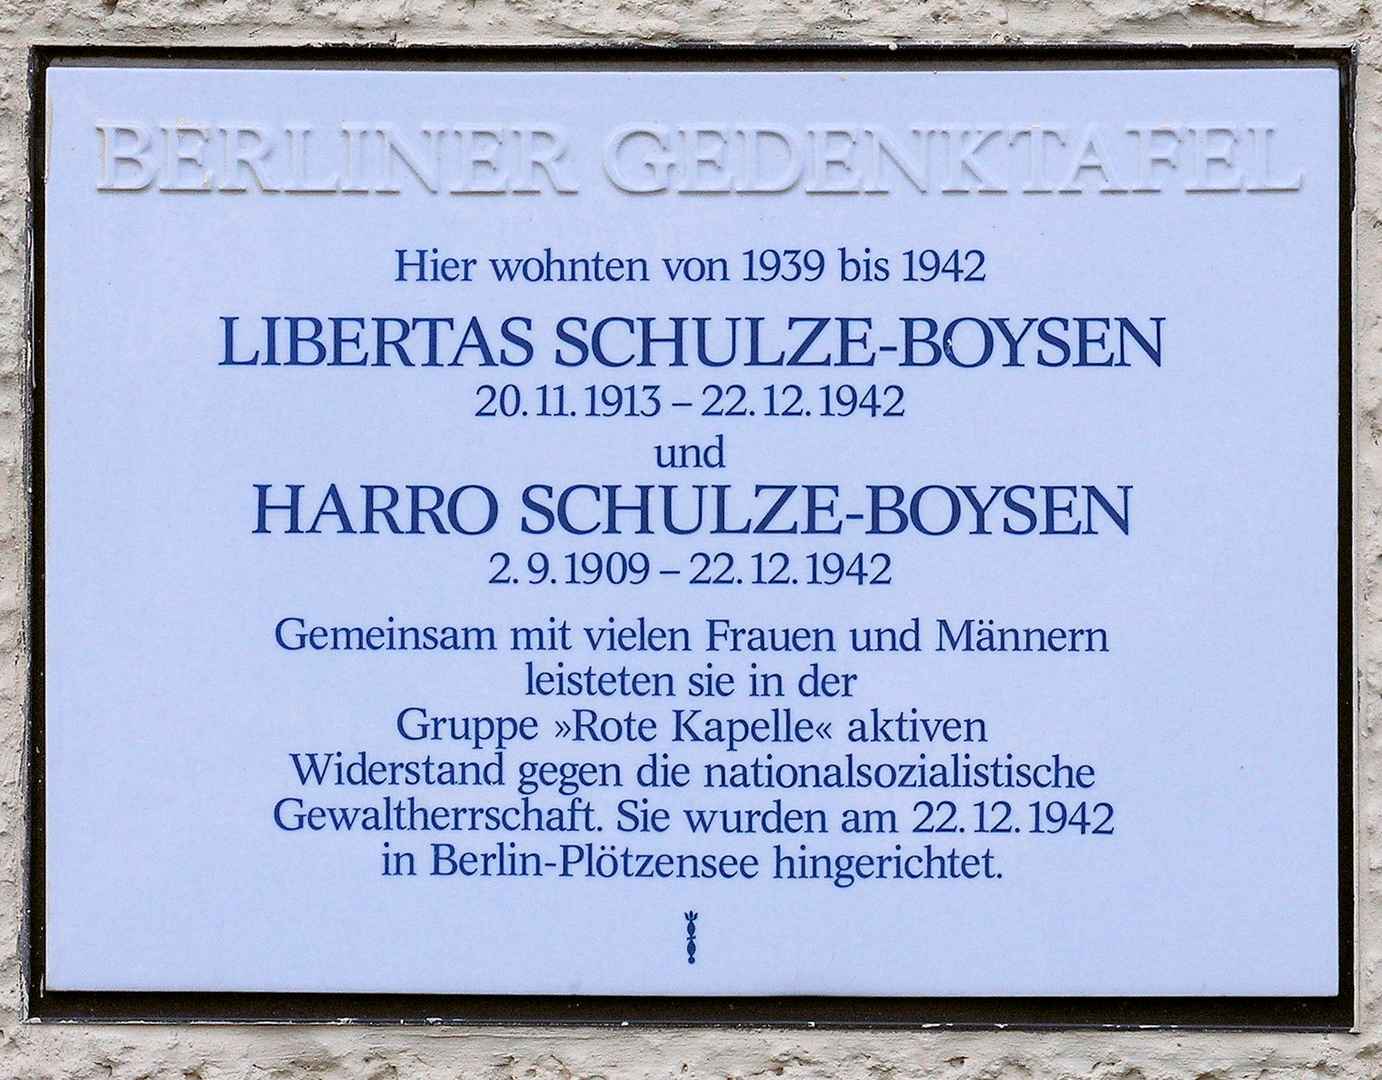 BERLINER GEDENKTAFEL
Hier wohnten von 1939 bis 1942
LIBERTAS SCHULZE-BOYSEN
20. 11. 1913 – 22. 12. 1942
und
HARRO SCHULZE-BOYSEN
2. 9. 1909 – 22. 12. 1942
Gemeinsam mit vielen Frauen und Männern
leisteten sie in der
Gruppe »Rote Kapelle« aktiven
Widerstand gegen die nationalsozialistische
Gewaltherrschaft. Sie wurden am 22. 12. 1942
in Berlin-Plötzensee hingerichtet.